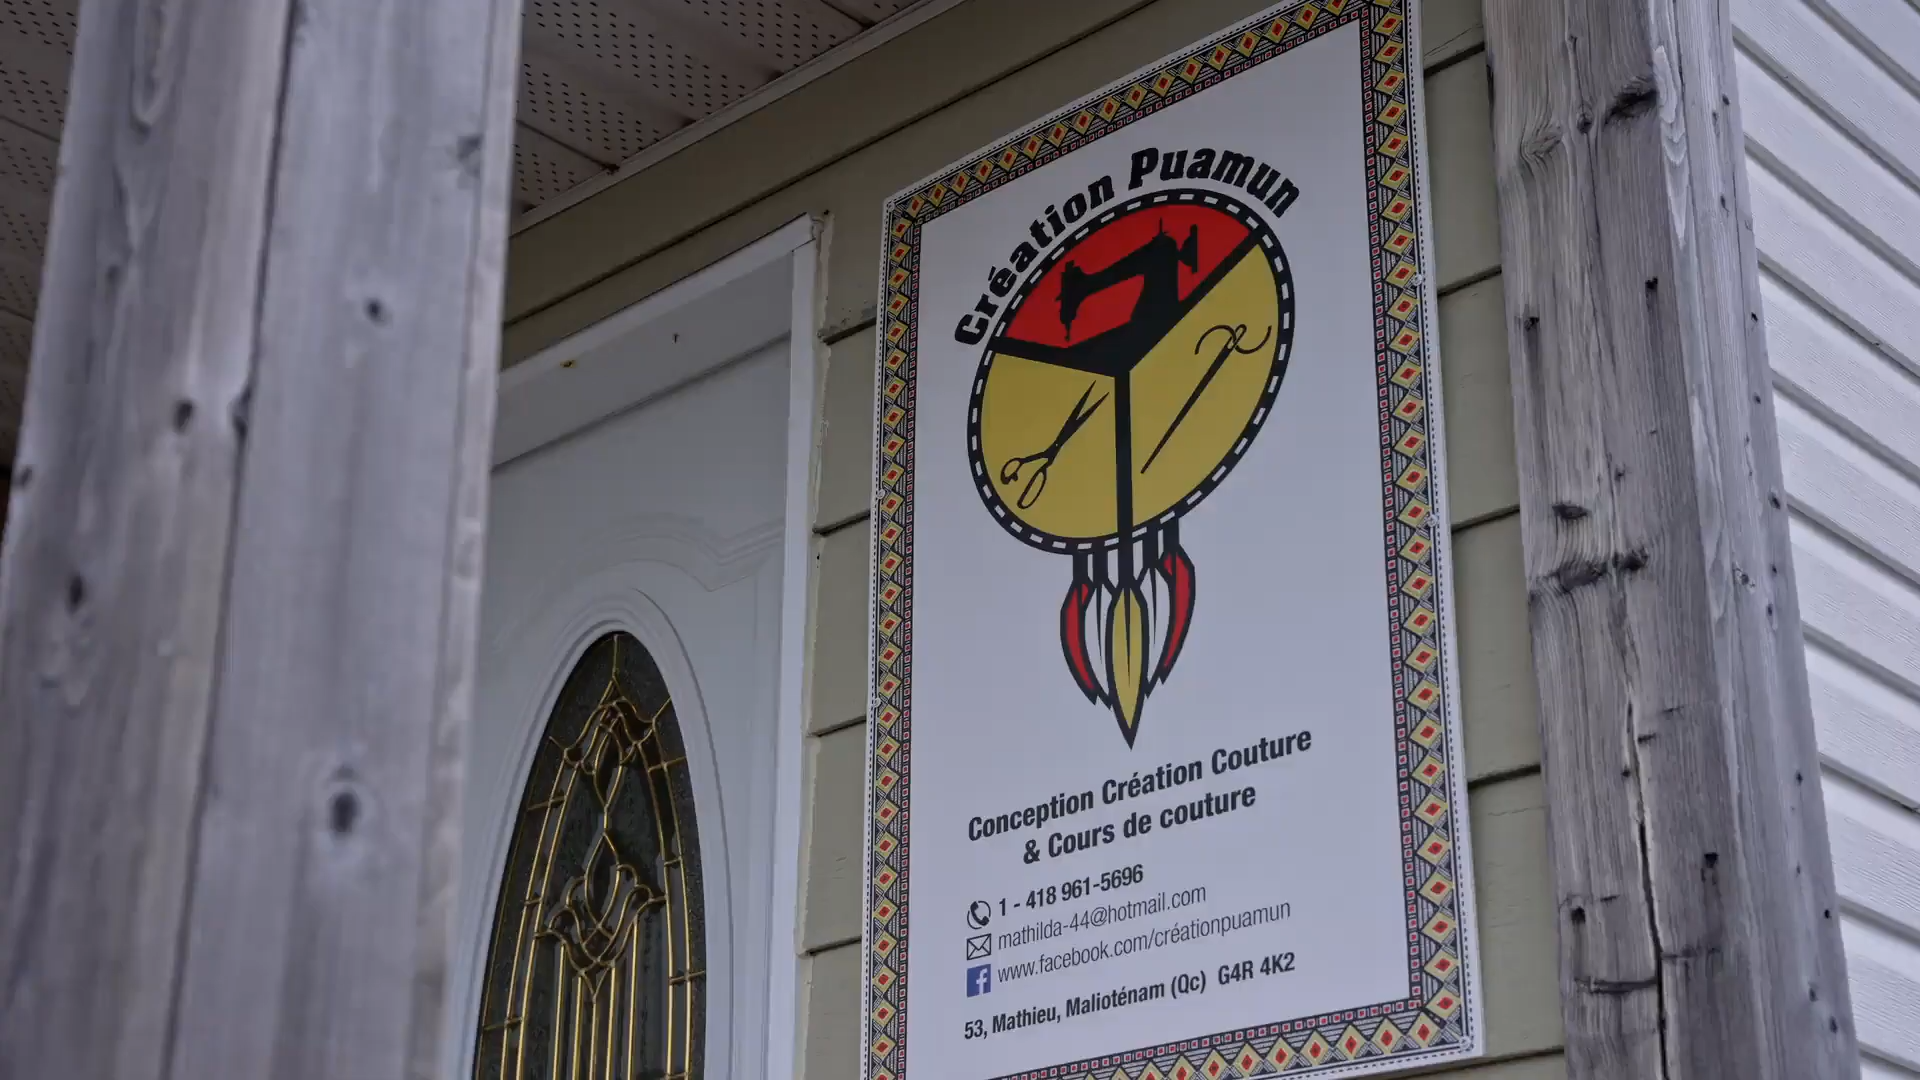 Création Puamun
Conception Création Couture
& Cours de couture
1 - 418 961-5696
mathilda-44@hotmail.com
www.facebook.com/créationpuamun
53, Mathieu, Malioténam (Qc) G4R 4K2